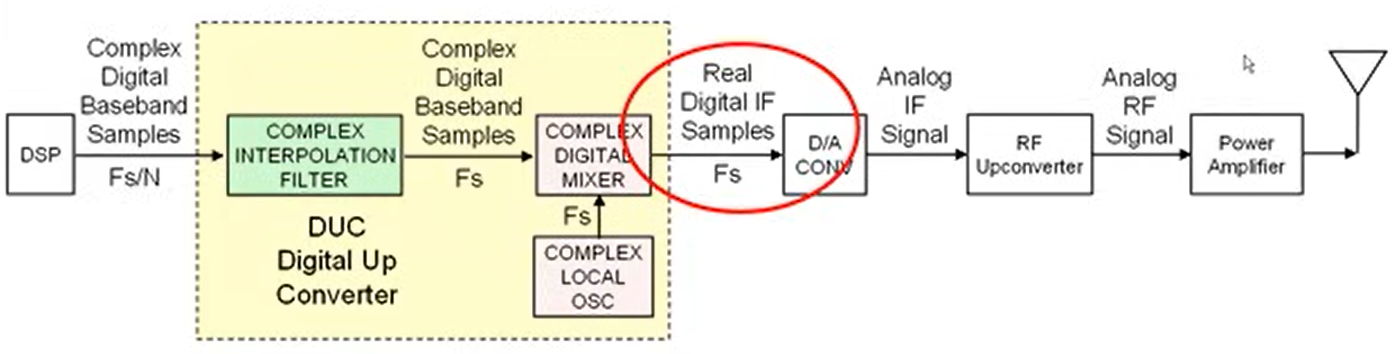 DSP
Complex
Digital
Baseband
Samples
Fs/N
COMPLEX
INTERPOLATION
FILTER
DUC
Digital Up
Converter
Complex
Digital
Baseband
Samples
Fs
COMPLEX
DIGITAL
MIXER
Fs
COMPLEX
LOCAL
OSC
Real
Digital IF
Samples
Fs
D/A
CONV
Analog
IF
Signal
RF
Upconverter
Analog
RF
Signal
Power
Amplifier